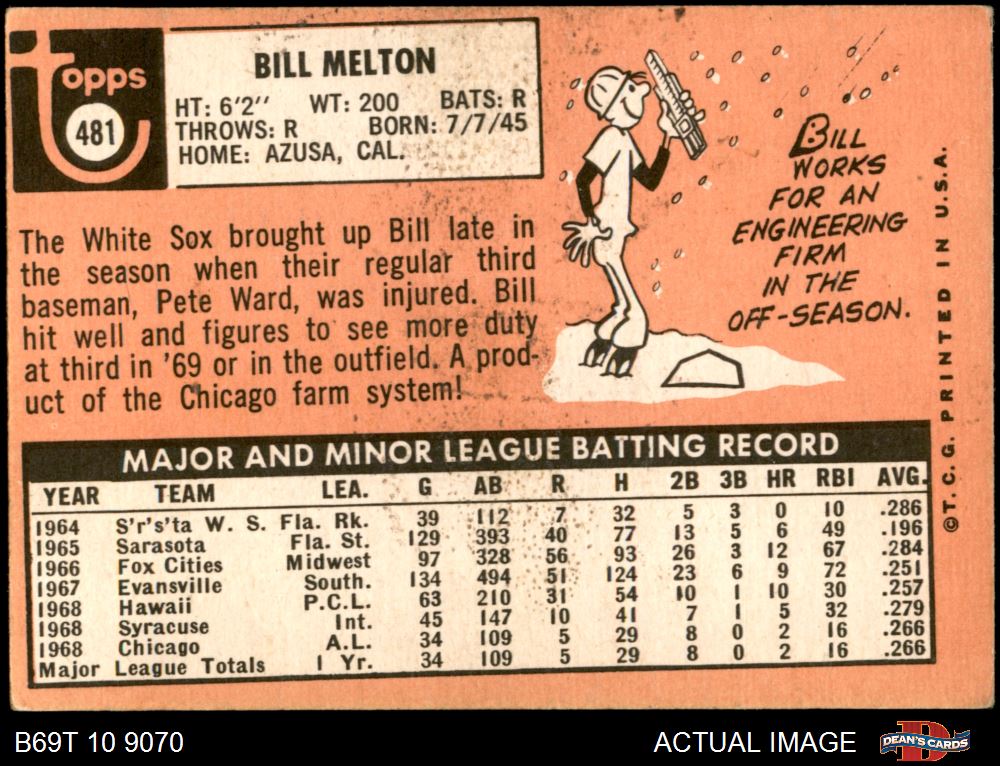 Topps
481
BILL MELTON
HT: 6'2" WT: 200 BATS: R
THROWS: R BORN: 7/7/45
HOME: AZUSA, CAL.
The White Sox brought up Bill late in
the season when their regular third
baseman, Pete Ward, was injured. Bill
hit well and figures to see more duty
at third in '69 or in the outfield. A prod-
uct of the Chicago farm system!
BILL
WORKS
FOR AN
ENGINEERING
FIRM
IN THE
OFF-SEASON.
©T.C.G. PRINTED IN U.S.A.
MAJOR AND MINOR LEAGUE BATTING RECORD
YEAR TEAM LEA. G AB R H 2B 3B HR RBI AVG.
1964 S'r's'ta W. S. Fla. Rk. 39 112 7 32 5 3 0 10 .286
1965 Sarasota Fla. St. 129 393 40 77 13 5 6 49 .196
1966 Fox Cities Midwest 97 328 56 93 26 3 12 67 .284
1967 Evansville South. 134 494 51 124 23 6 9 72 .251
1968 Hawaii P.C.L. 63 210 31 54 10 1 10 30 .257
1968 Syracuse Int. 45 147 10 41 7 1 5 32 .279
1968 Chicago A.L. 34 109 5 29 8 0 2 16 .266
Major League Totals 1 Yr. 34 109 5 29 8 0 2 16 .266
B69T 10 9070
ACTUAL IMAGE
D
DEAN'S CARDS